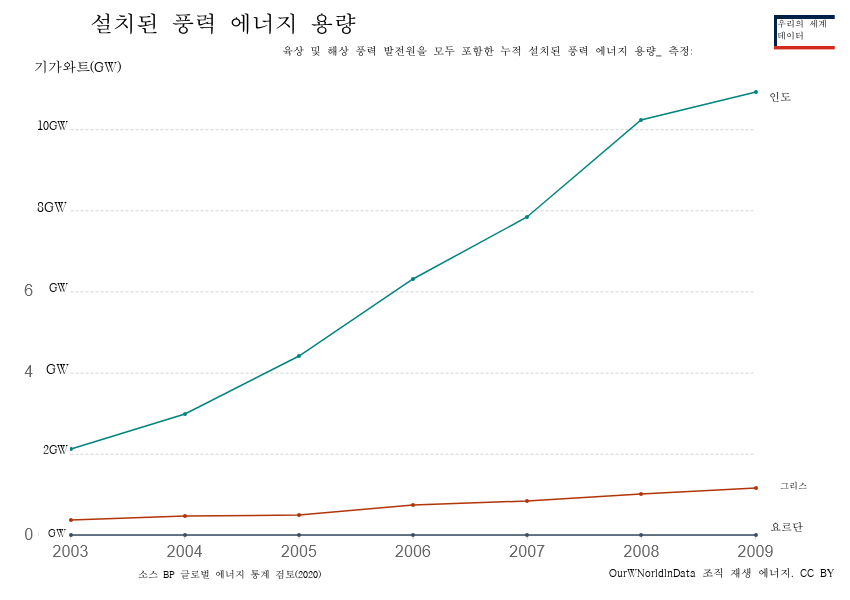 설치된 풍력 에너지 용량
우리의 세계
데이터
육상 및 해상 풍력 발전원을 모두 포함한 누적 설치된 풍력 에너지 용량_ 측정:
기가와트(GW)
인도
10GW
8GW
6 GW
4 GW
2GW
그리스
요르단
0 GW
2003 2004 2005 2006 2007 2008 2009
소스 BP 글로벌 에너지 통계 검토(2020)
OurWNorldInData 조직 재생 에너지. CC BY